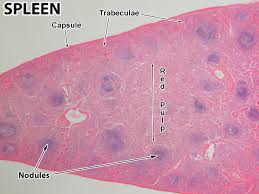 SPLEEN
Trabeculae
Capsule
Red Pulp
Nodules